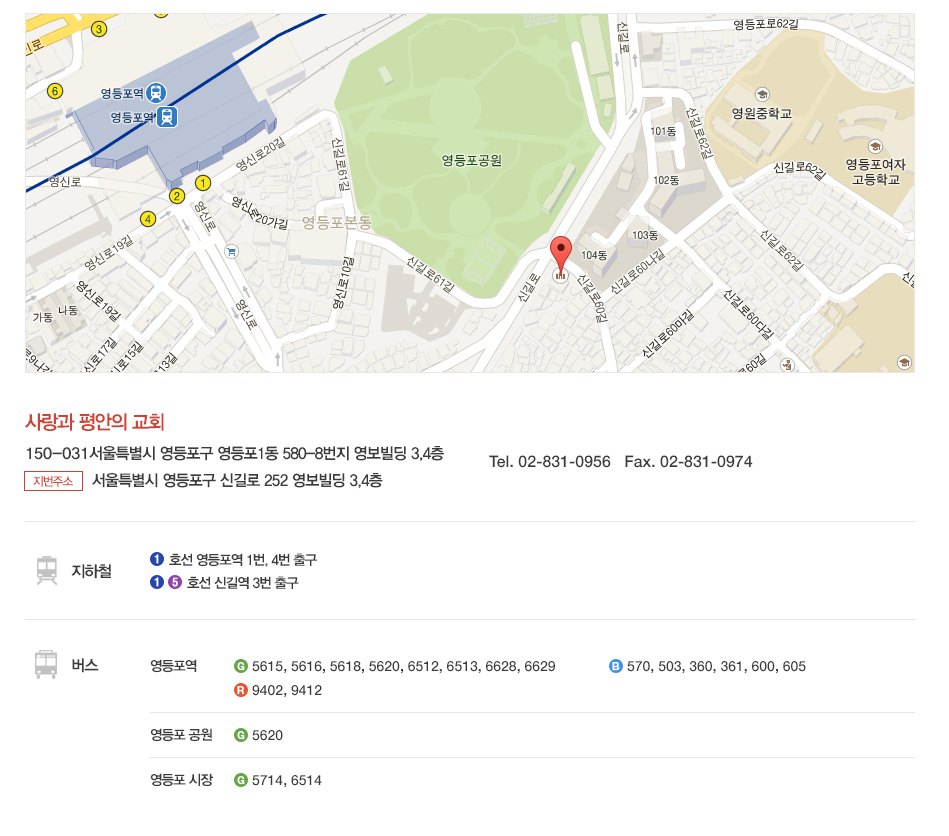 영등포로62길
신길로
3
신로
6
영등포역
영등포역
영원중학교
101동
신길로62길
영등포공원
영신로20길
신길로61길
영등포여자
고등학교
신길로62길
102동
영신로
1
2
4
영신로
영신로20가길
영등포본동
103동
104동
신길로62길
영신로19길
신길로61길
신길로60나길
영신로10길
신길로
신길로60길
영신로19길
가동
나동
영신로
신길로60마길
신길로60다길
로17길
로15길
13길
로9나길
60길
사랑과 평안의 교회
150-031서울특별시 영등포구 영등포1동 580-8번지 영보빌딩 3,4층
Tel. 02-831-0956 Fax. 02-831-0974
지번주소 서울특별시 영등포구 신길로 252 영보빌딩 3,4층
지하철
1 호선 영등포역 1번, 4번 출구
1 5 호선 신길역 3번 출구
버스
영등포역 G 5615, 5616, 5618, 5620, 6512, 6513, 6628, 6629 B 570, 503, 360, 361, 600, 605
R 9402, 9412
영등포 공원 G 5620
영등포 시장 G 5714, 6514